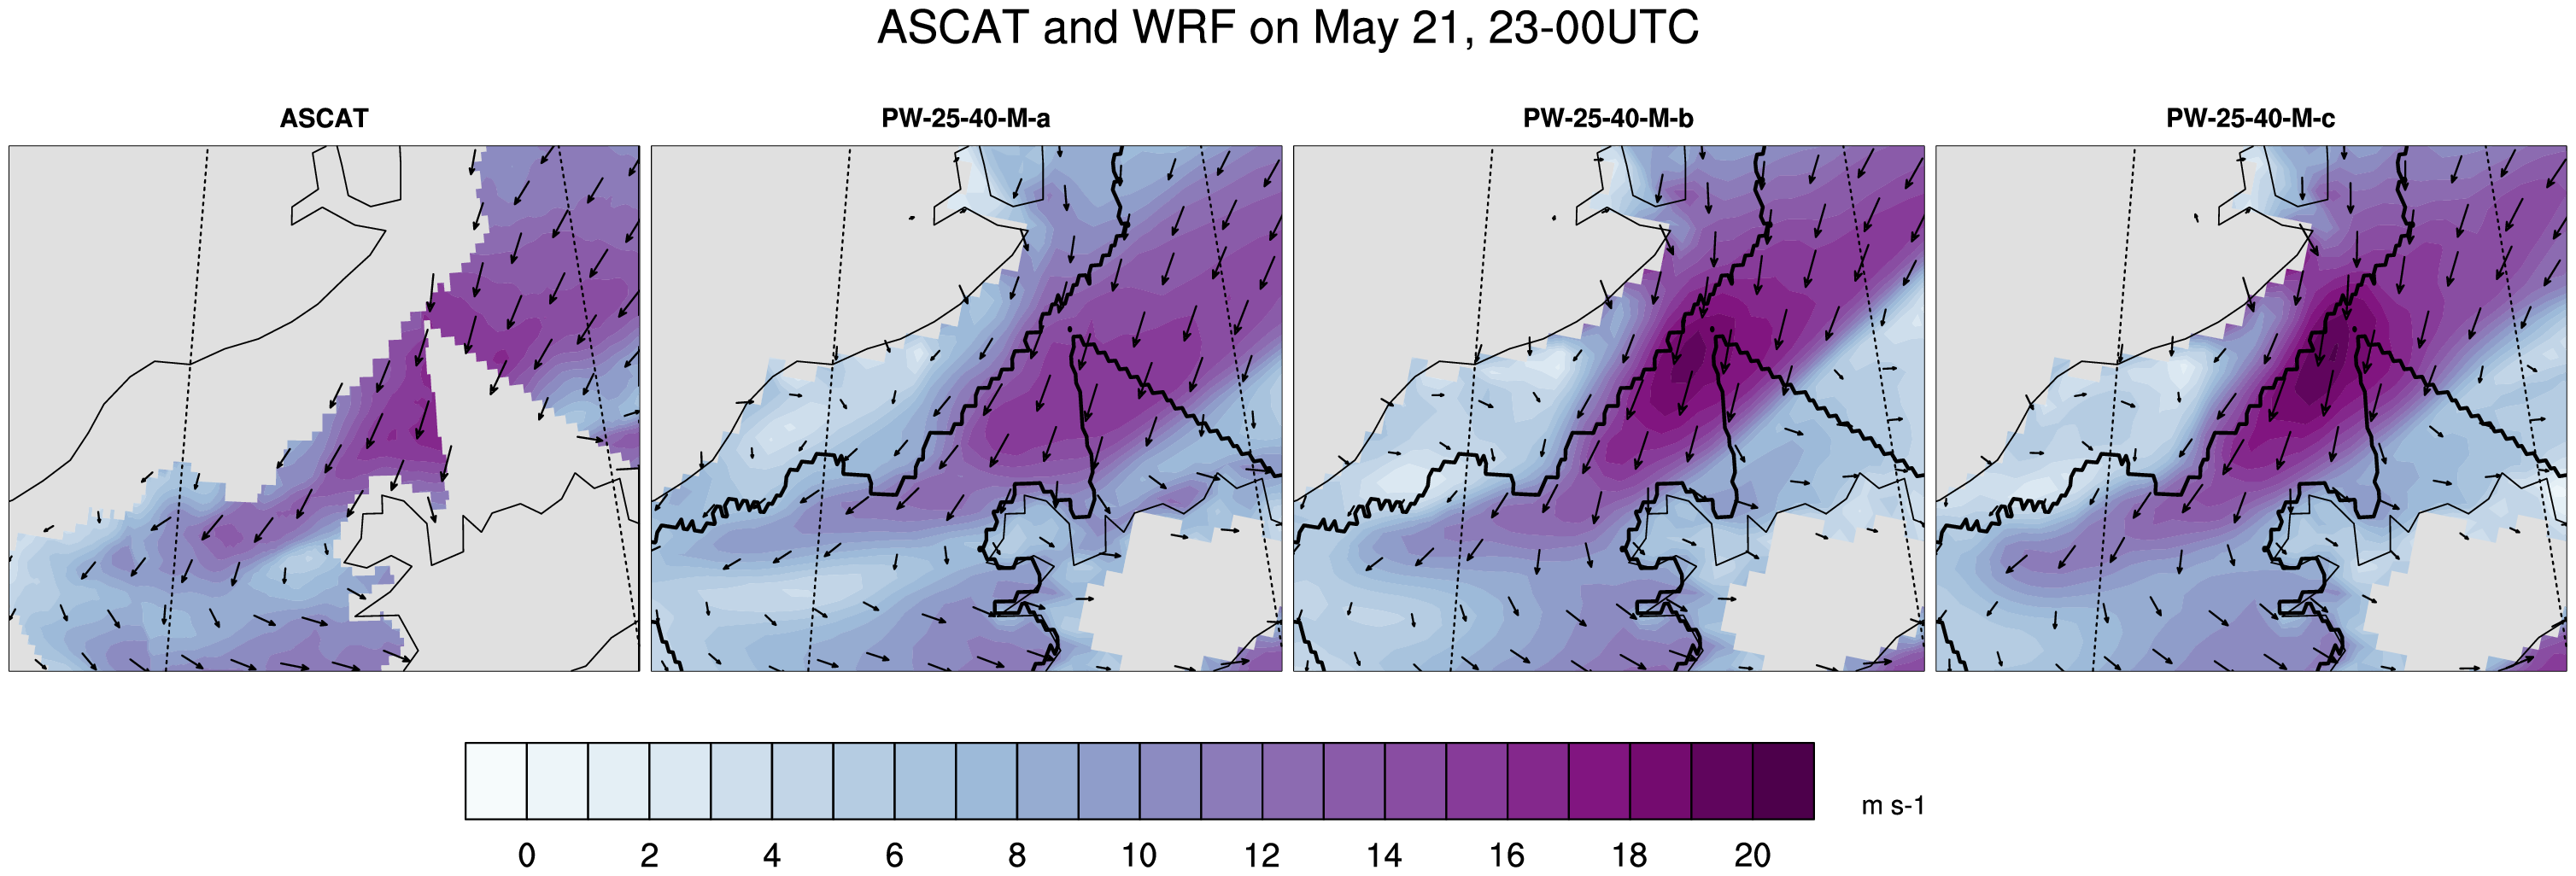 ASCAT and WRF on May 21, 23-00UTC
ASCAT PW-25-40-M-a PW-25-40-M-b PW-25-40-M-c
m s-1
0 2 4 6 8 10 12 14 16 18 20